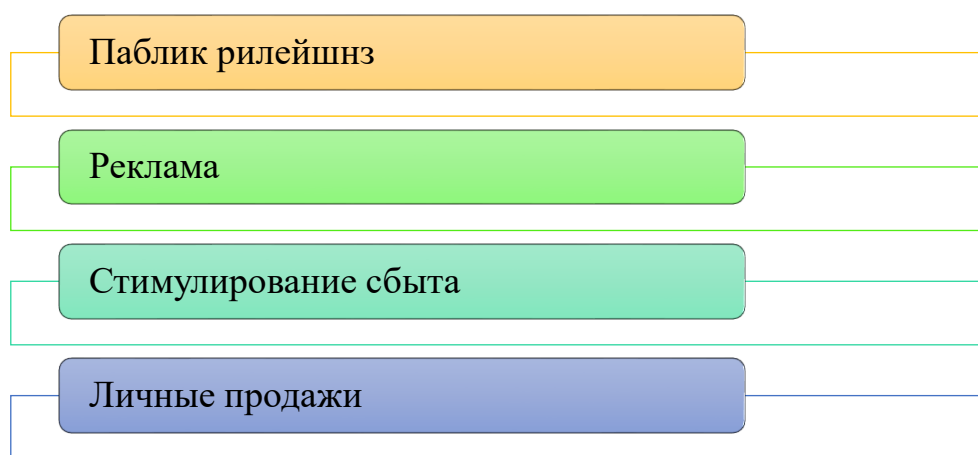 Паблик рилейшнз
Реклама
Стимулирование сбыта
Личные продажи